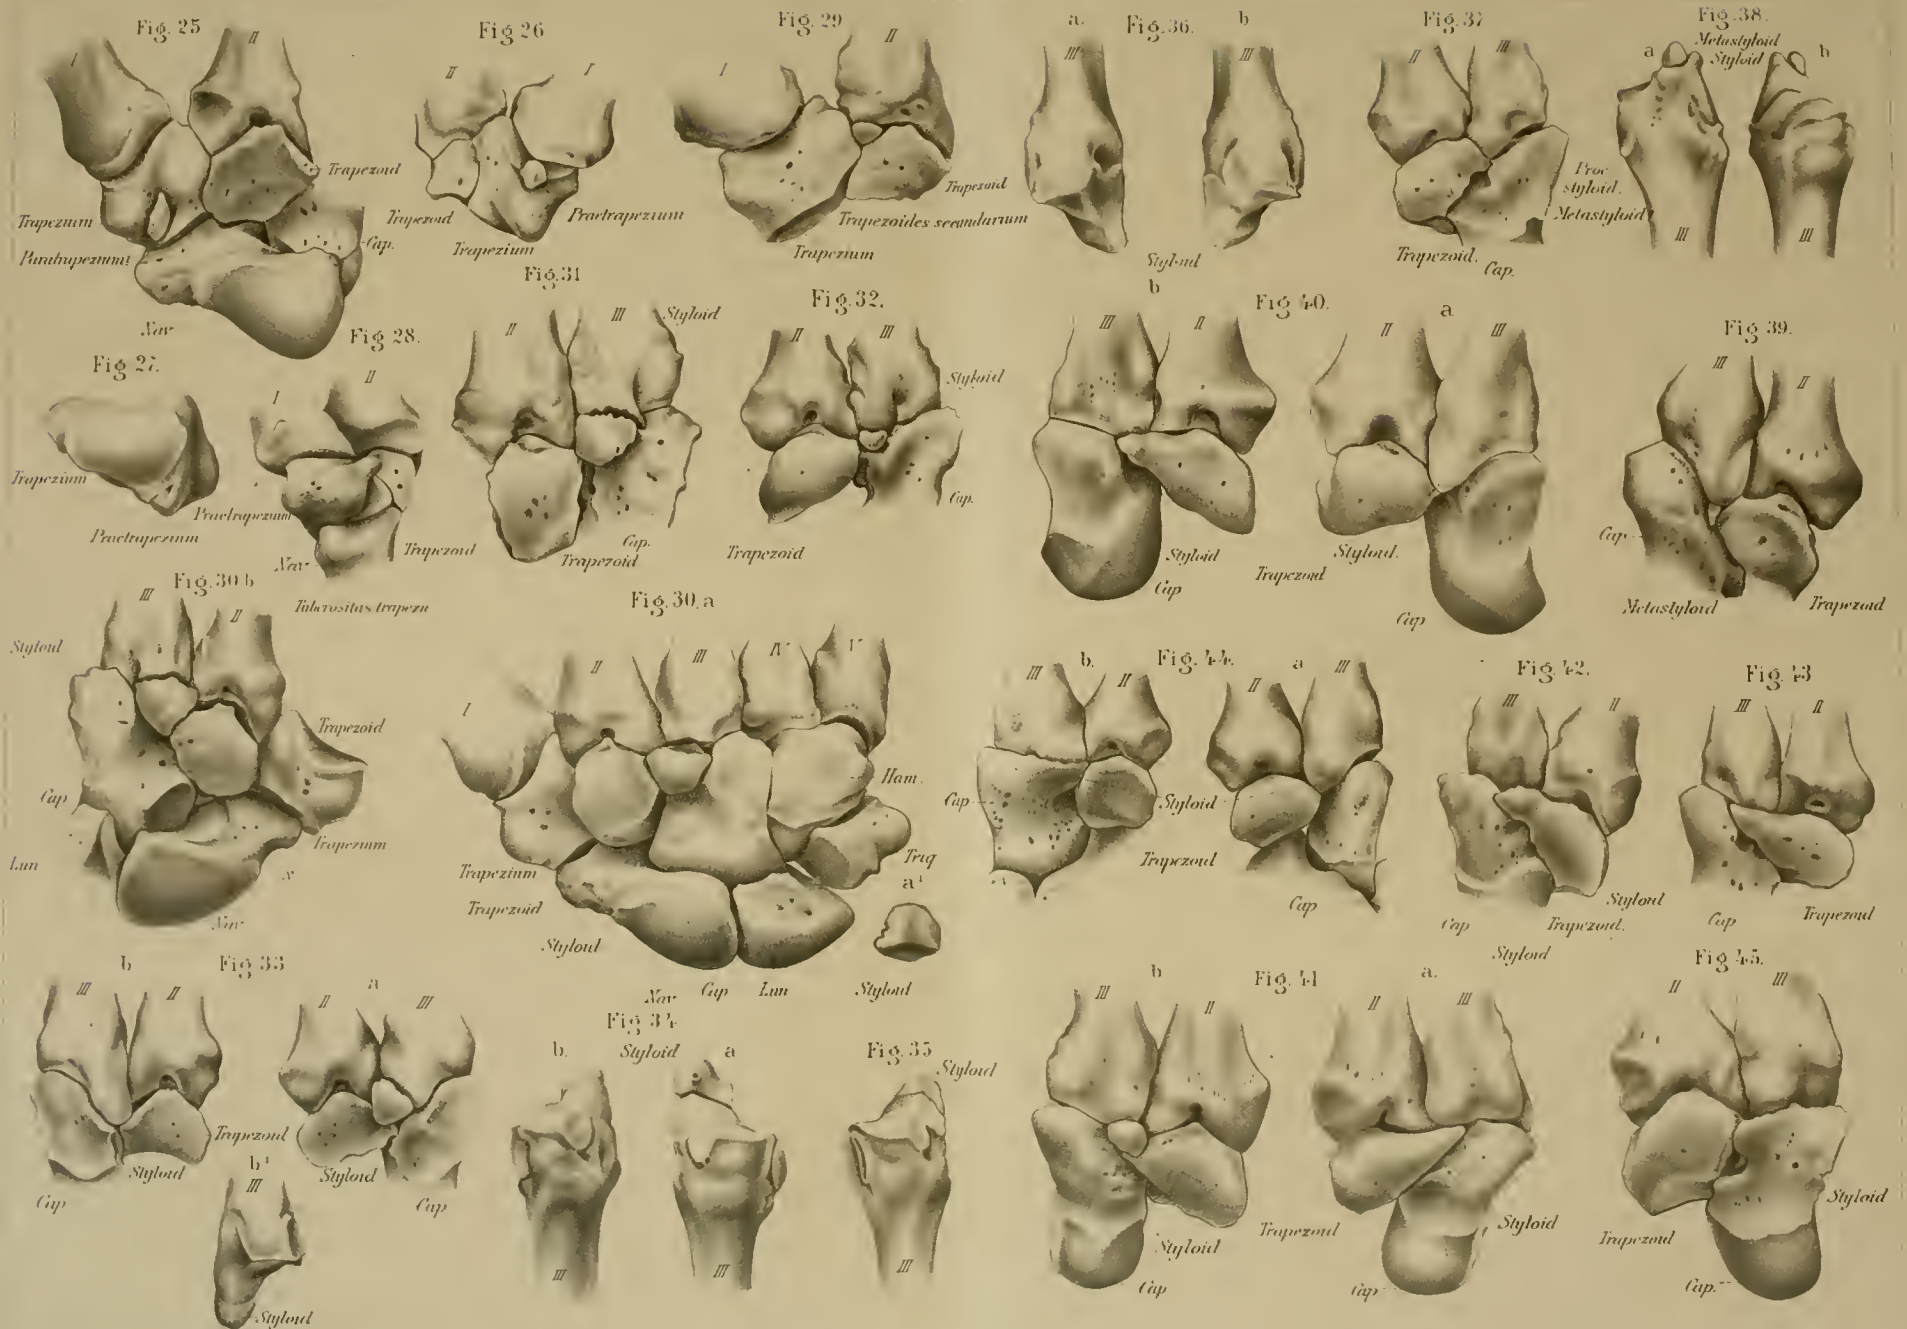 Fig. 25
I
II
Trapezoid
Trapezium
Paratrapezium
Cap.
Nav
Fig 26
II
I
Trapezoid
Praetrapezium
Trapezium
Fig. 29
I
II
Trapezoid
Trapezoides secundarium
Trapezium
a.
Fig. 36.
b
III
III
Styloid
Fig. 37
II
III
Trapezoid.
Cap.
Fig. 38.
a
Metastyloid
Styloid
b
Proc
styloid.
Metastyloid
III
III
Fig. 27.
Trapezium
Praetrapezium
Fig 28.
I
II
Praetrapezium
Trapezoid
Nav
Tuberositas trapezii
Fig. 31
II
III
Styloid
Cap.
Trapezoid
Fig. 32.
II
III
Styloid
Cap.
Trapezoid
b
Fig 40.
a
III
II
II
III
Styloid
Cap
Trapezoid
Styloid.
Cap
Fig. 39.
III
II
Cap
Metastyloid
Trapezoid
Fig. 30 b
III
II
Styloid
Trapezoid
Cap
Trapezium
Lun
x
Nav
Fig. 30, a
I
II
III
IV
V
Ham.
Trapezium
Triq
Trapezoid
Styloid
a¹
Nav
Cap
Lun
Styloid
b.
Fig. 44.
a
III
II
II
III
Cap
Styloid
Trapezoid
Cap
Fig. 42.
III
II
Cap
Styloid
Trapezoid.
Styloid
Fig. 43
III
II
Cap
Trapezoid
b
Fig 33
a
III
II
II
III
Trapezoid
Styloid
Styloid
Cap
Cap
b¹
III
Styloid
Fig 34
b.
Styloid
a
III
III
Fig. 35
Styloid
III
b
Fig. 41
a.
III
II
II
III
Styloid
Cap
Trapezoid
Styloid
Cap
Fig 45.
II
III
Styloid
Trapezoid
Cap.